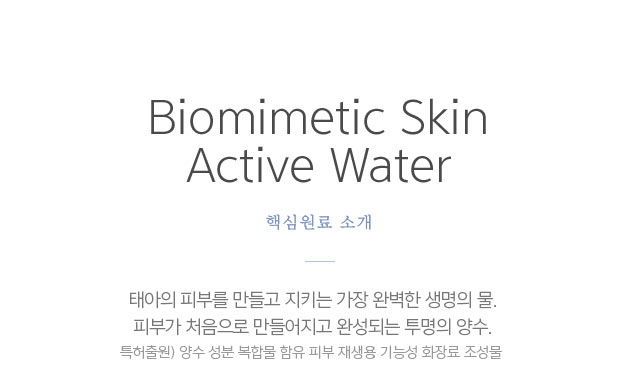 Biomimetic Skin
Active Water
핵심원료 소개
태아의 피부를 만들고 지키는 가장 완벽한 생명의 물.
피부가 처음으로 만들어지고 완성되는 투명의 양수.
특허출원) 양수 성분 복합물 함유 피부 재생용 기능성 화장료 조성물